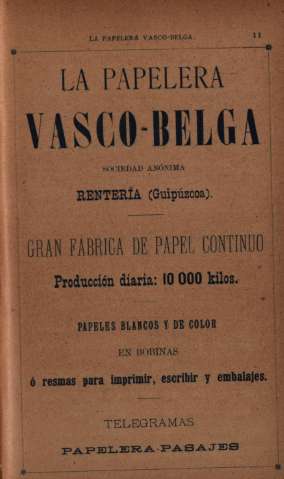 LA PAPELERA VASCO-BELGA. 11
LA PAPELERA
VASCO-BELGA
SOCIEDAD ANÓNIMA
RENTERÍA (Guipúzcoa).
GRAN FÁBRICA DE PAPEL CONTINUO
Producción diaria: 10 000 kilos.
PAPELES BLANCOS Y DE COLOR
EN BOBINAS
ó resmas para imprimir, escribir y embalajes.
TELEGRAMAS
PAPELERA-PASAJES